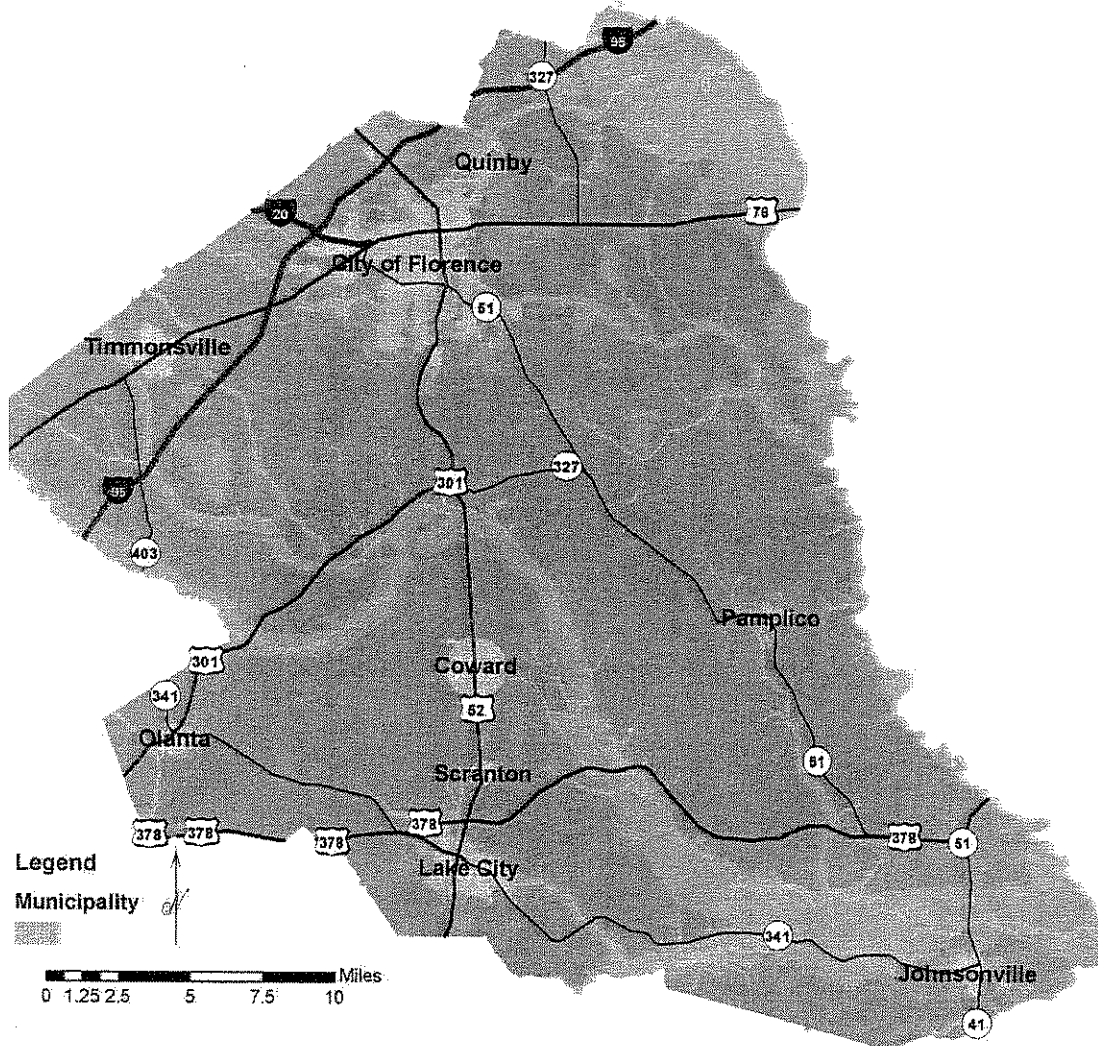 95
327
Quinby
20
76
City of Florence
51
Timmonsville
327
301
95
403
Pamplico
301
Coward
341
52
Olanta
51
Scranton
378
378
378
378
378
51
Lake City
Legend
Municipality
341
Johnsonville
Miles
0 1.25 2.5 5 7.5 10
41